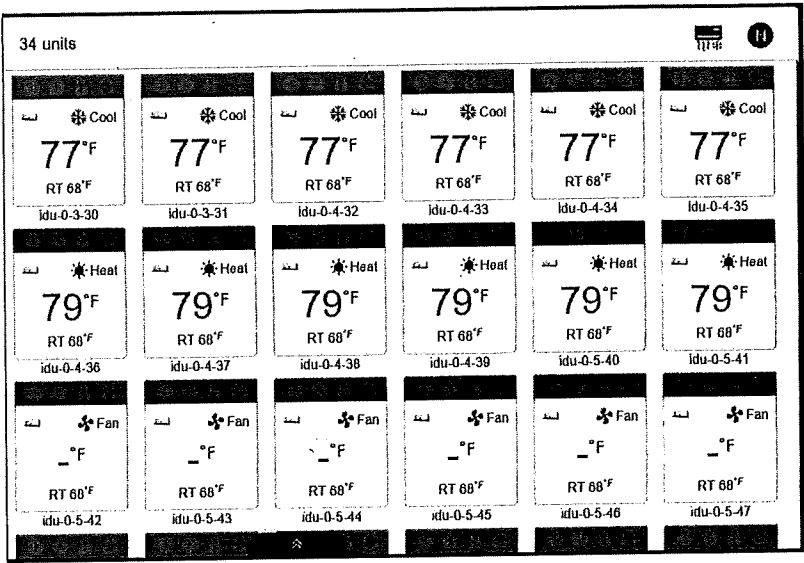 34 units
Cool Cool Cool Cool Cool Cool
77°F 77°F 77°F 77°F 77°F 77°F
RT 68°F RT 68°F RT 68°F RT 68°F RT 68°F RT 68°F
idu-0-3-30 idu-0-3-31 idu-0-4-32 idu-0-4-33 idu-0-4-34 idu-0-4-35
Heat Heat Heat Heat Heat Heat
79°F 79°F 79°F 79°F 79°F 79°F
RT 68°F RT 68°F RT 68°F RT 68°F RT 68°F RT 68°F
idu-0-4-36 idu-0-4-37 idu-0-4-38 idu-0-4-39 idu-0-5-40 idu-0-5-41
Fan Fan Fan Fan Fan Fan
_°F _°F _°F _°F _°F _°F
RT 68°F RT 68°F RT 68°F RT 68°F RT 68°F RT 68°F
idu-0-5-42 idu-0-5-43 idu-0-5-44 idu-0-5-45 idu-0-5-46 idu-0-5-47